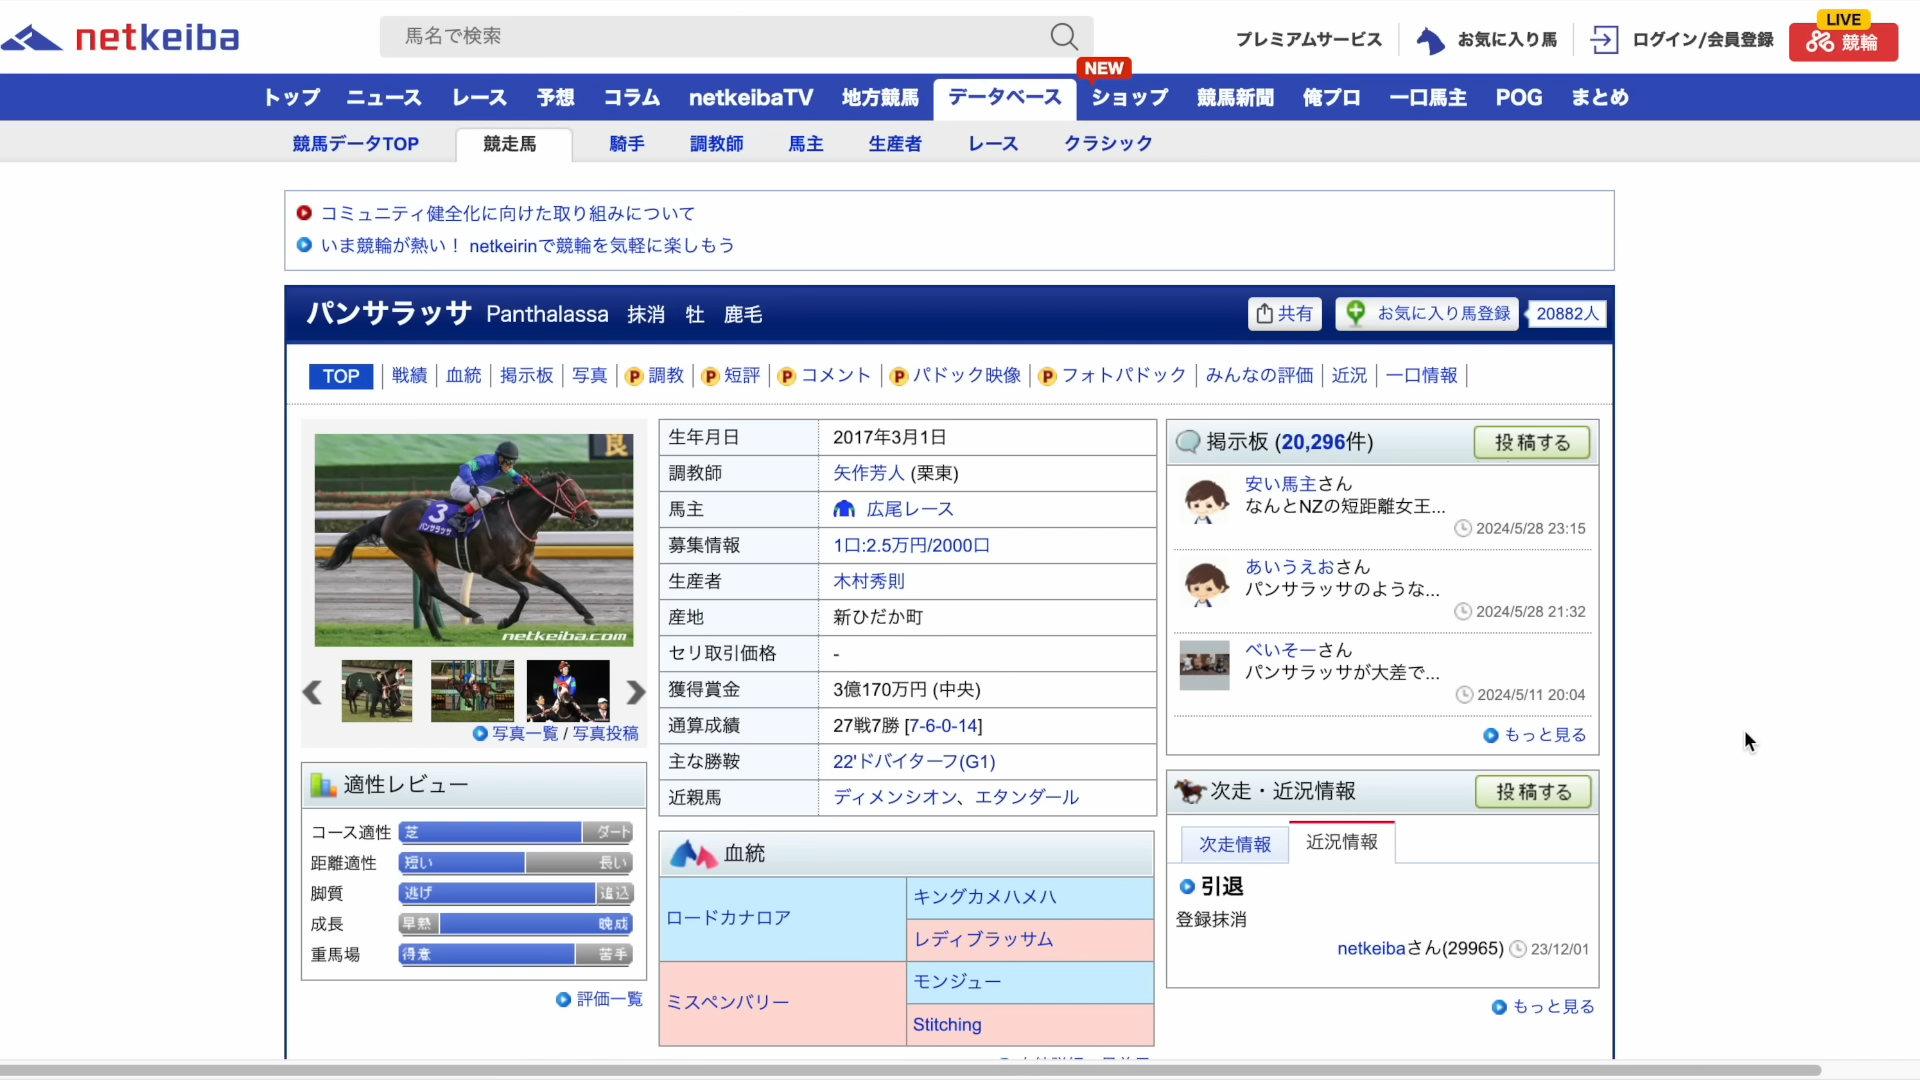 netkeiba
馬名で検索
プレミアムサービス
お気に入り馬
ログイン/会員登録
LIVE
競輪
NEW
トップ ニュース レース 予想 コラム netkeibaTV 地方競馬 データベース ショップ 競馬新聞 俺プロ 一口馬主 POG まとめ
競馬データTOP 競走馬 騎手 調教師 馬主 生産者 レース クラシック
コミュニティ健全化に向けた取り組みについて
いま競輪が熱い! netkeirinで競輪を気軽に楽しもう
パンサラッサ Panthalassa 抹消 牡 鹿毛
共有
お気に入り馬登録
20882人
TOP 戦績 血統 掲示板 写真 P 調教 P 短評 P コメント P パドック映像 P フォトパドック みんなの評価 近況 一口情報
良
3
パンサラッサ
netkeiba.com
写真一覧 / 写真投稿
適性レビュー
コース適性 芝 ダート
距離適性 短い 長い
脚質 逃げ 追込
成長 早熟 晩成
重馬場 得意 苦手
評価一覧
生年月日 2017年3月1日
調教師 矢作芳人 (栗東)
馬主 広尾レース
募集情報 1口:2.5万円/2000口
生産者 木村秀則
産地 新ひだか町
セリ取引価格 -
獲得賞金 3億170万円 (中央)
通算成績 27戦7勝 [7-6-0-14]
主な勝鞍 22'ドバイターフ(G1)
近親馬 ディメンシオン、エタンダール
血統
ロードカナロア
キングカメハメハ
レディブラッサム
ミスペンバリー
モンジュー
Stitching
掲示板 (20,296件)
投稿する
安い馬主さん
なんとNZの短距離女王...
2024/5/28 23:15
あいうえおさん
パンサラッサのような...
2024/5/28 21:32
べいそーさん
パンサラッサが大差で...
2024/5/11 20:04
もっと見る
次走・近況情報
投稿する
次走情報 近況情報
引退
登録抹消
netkeibaさん(29965) 23/12/01
もっと見る